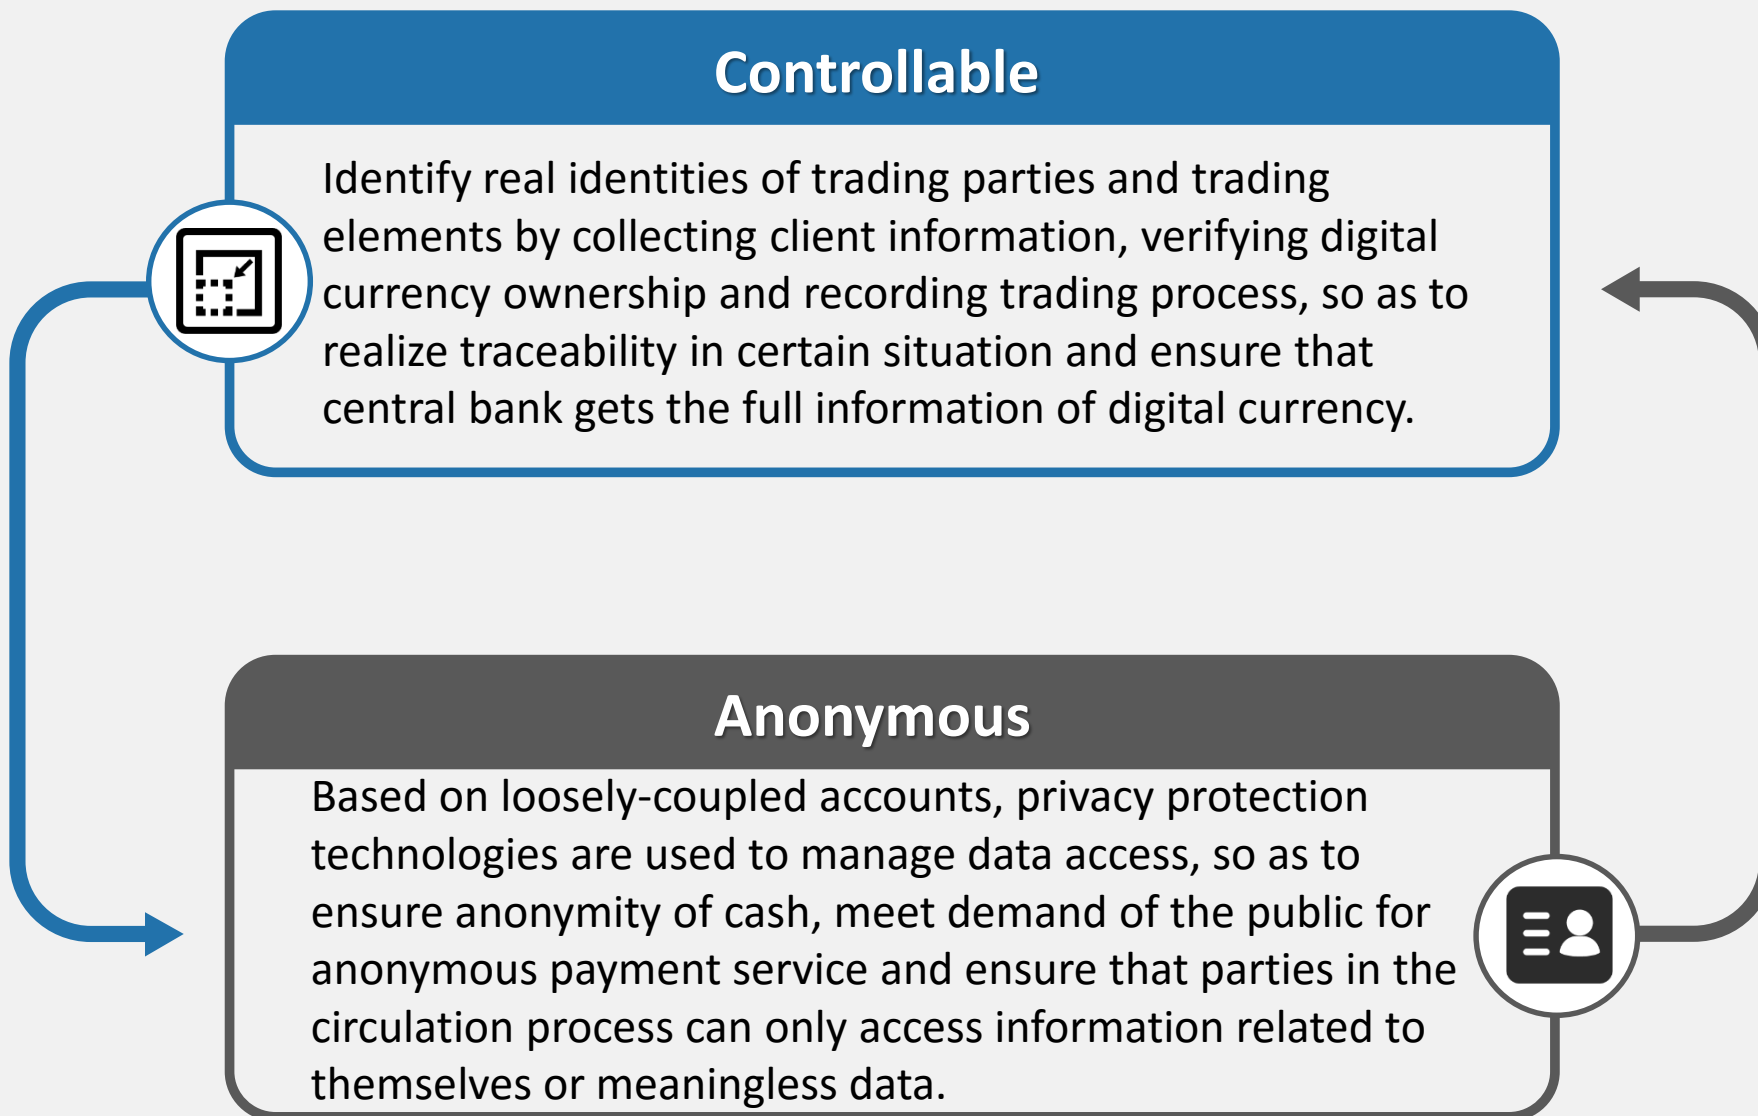 Controllable
Identify real identities of trading parties and trading
elements by collecting client information, verifying digital
currency ownership and recording trading process, so as to
realize traceability in certain situation and ensure that
central bank gets the full information of digital currency.
Anonymous
Based on loosely-coupled accounts, privacy protection
technologies are used to manage data access, so as to
ensure anonymity of cash, meet demand of the public for
anonymous payment service and ensure that parties in the
circulation process can only access information related to
themselves or meaningless data.